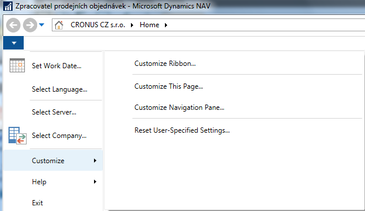 Zpracovatel prodejních objednávek - Microsoft Dynamics NAV
CRONUS CZ s.r.o. Home
Set Work Date...
Select Language...
Select Server...
Select Company...
Customize
Help
Exit
Customize Ribbon...
Customize This Page...
Customize Navigation Pane...
Reset User-Specified Settings...